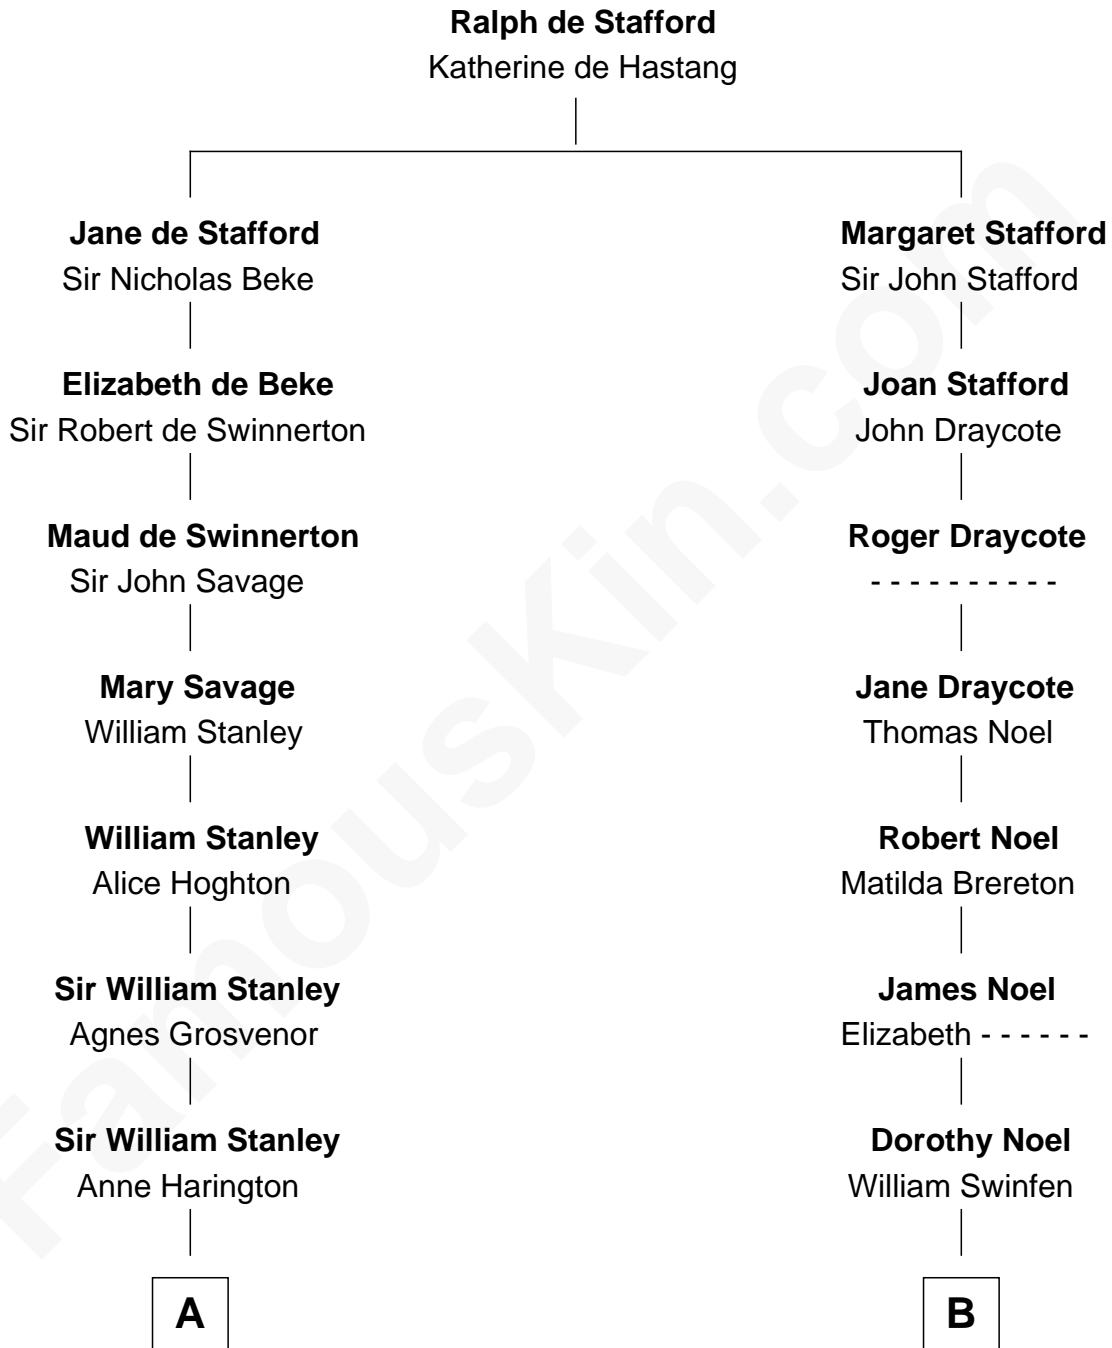 Ralph de Stafford
Katherine de Hastang
Jane de Stafford
Sir Nicholas Beke
Margaret Stafford
Sir John Stafford
Elizabeth de Beke
Sir Robert de Swinnerton
Joan Stafford
John Draycote
Maud de Swinnerton
Sir John Savage
Roger Draycote
- - - - - - - - - -
Mary Savage
William Stanley
Jane Draycote
Thomas Noel
William Stanley
Alice Hoghton
Robert Noel
Matilda Brereton
Sir William Stanley
Agnes Grosvenor
James Noel
Elizabeth - - - - - -
Sir William Stanley
Anne Harington
Dorothy Noel
William Swinfen
A
B
FamousKin.com